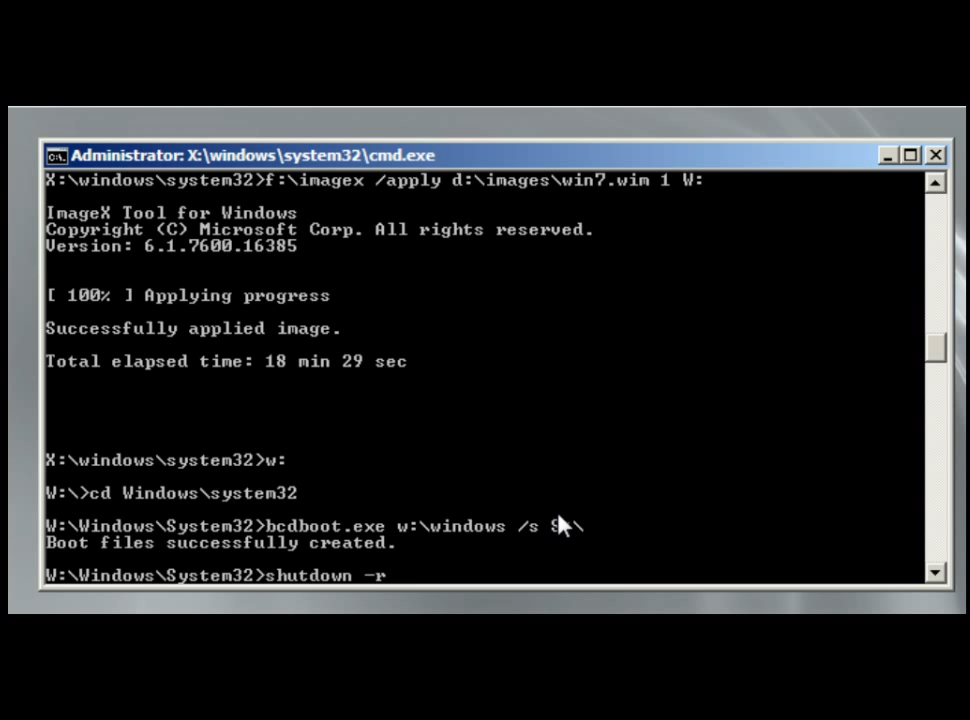 Administrator: X:\windows\system32\cmd.exe
X:\windows\system32>f:\imagex /apply d:\images\win7.wim 1 W:
ImageX Tool for Windows
Copyright (C) Microsoft Corp. All rights reserved.
Version: 6.1.7600.16385
[ 100% ] Applying progress
Successfully applied image.
Total elapsed time: 18 min 29 sec
X:\windows\system32>w:
W:\>cd Windows\system32
W:\Windows\System32>bcdboot.exe w:\windows /s
Boot files successfully created.
W:\Windows\System32>shutdown -r